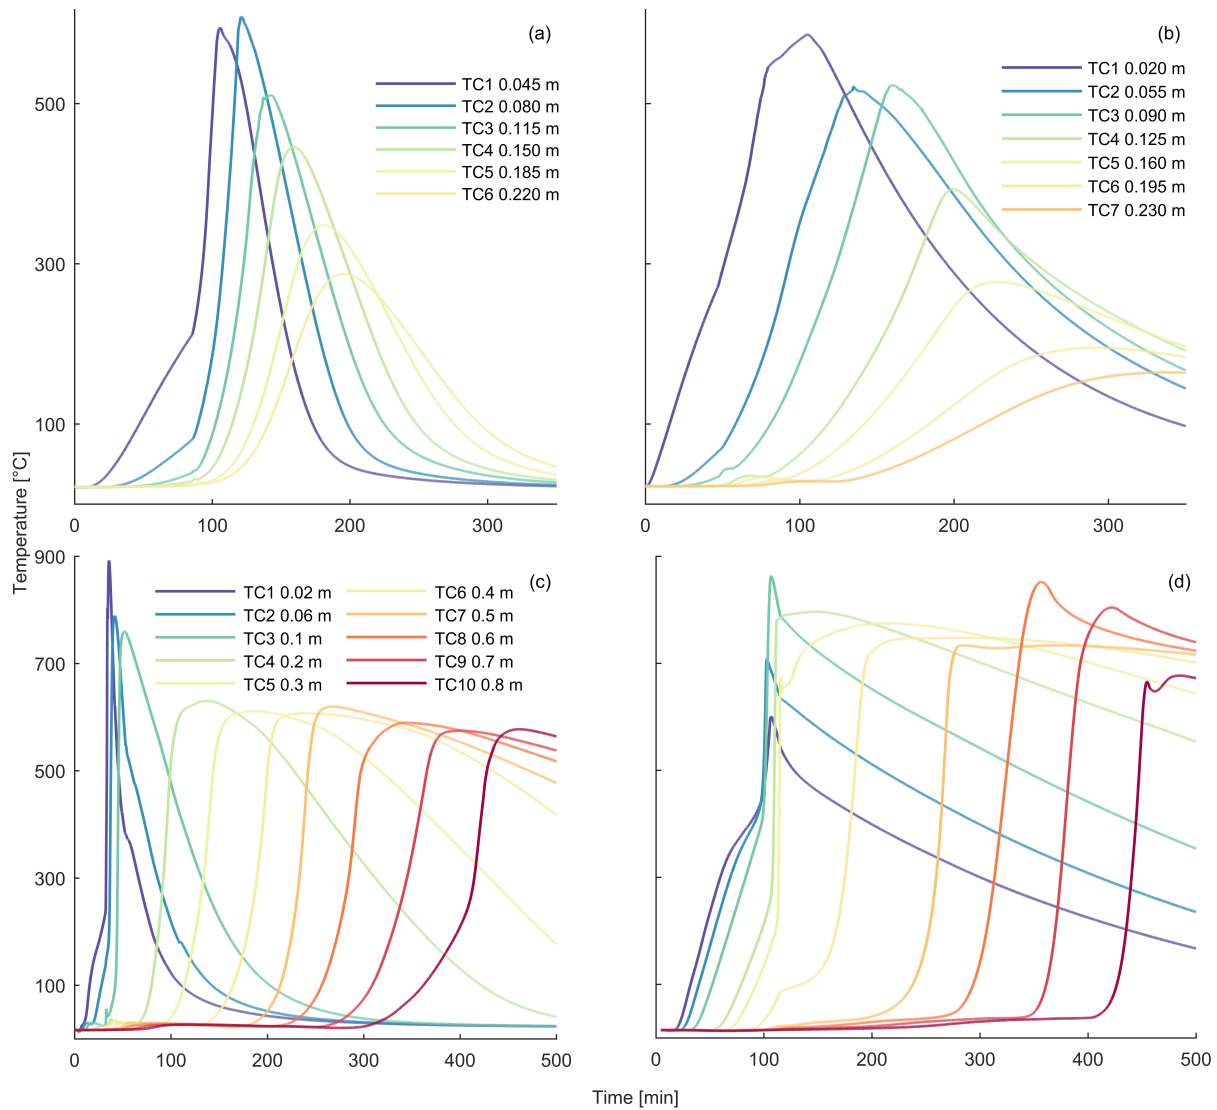 (a)
TC1 0.045 m
TC2 0.080 m
TC3 0.115 m
TC4 0.150 m
TC5 0.185 m
TC6 0.220 m
500
300
100
0 100 200 300
(b)
TC1 0.020 m
TC2 0.055 m
TC3 0.090 m
TC4 0.125 m
TC5 0.160 m
TC6 0.195 m
TC7 0.230 m
0 100 200 300
Temperature [°C]
(c)
TC1 0.02 m TC6 0.4 m
TC2 0.06 m TC7 0.5 m
TC3 0.1 m TC8 0.6 m
TC4 0.2 m TC9 0.7 m
TC5 0.3 m TC10 0.8 m
900
700
500
300
100
0 100 200 300 400 500
(d)
0 100 200 300 400 500
Time [min]